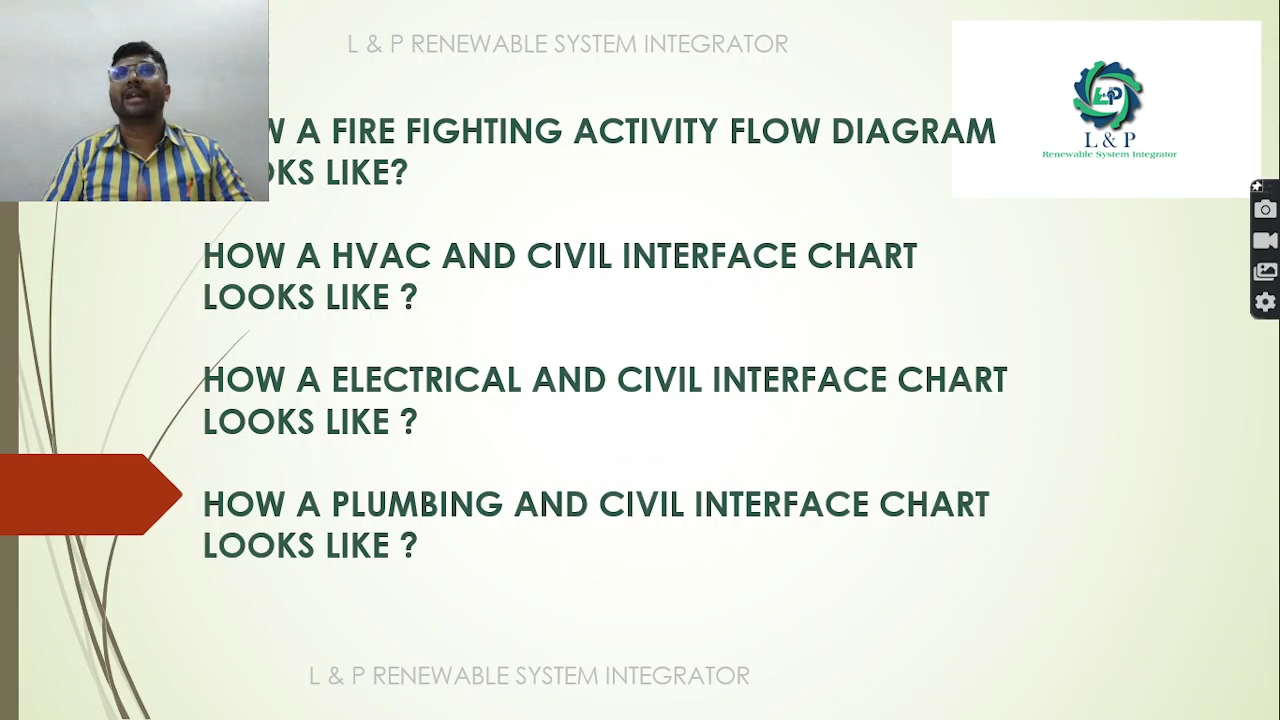 L & P RENEWABLE SYSTEM INTEGRATOR
A FIRE FIGHTING ACTIVITY FLOW DIAGRAM
LIKE?
HOW A HVAC AND CIVIL INTERFACE CHART
LOOKS LIKE ?
HOW A ELECTRICAL AND CIVIL INTERFACE CHART
LOOKS LIKE ?
HOW A PLUMBING AND CIVIL INTERFACE CHART
LOOKS LIKE ?
L & P RENEWABLE SYSTEM INTEGRATOR
L&P
L & P
Renewable System Integrator